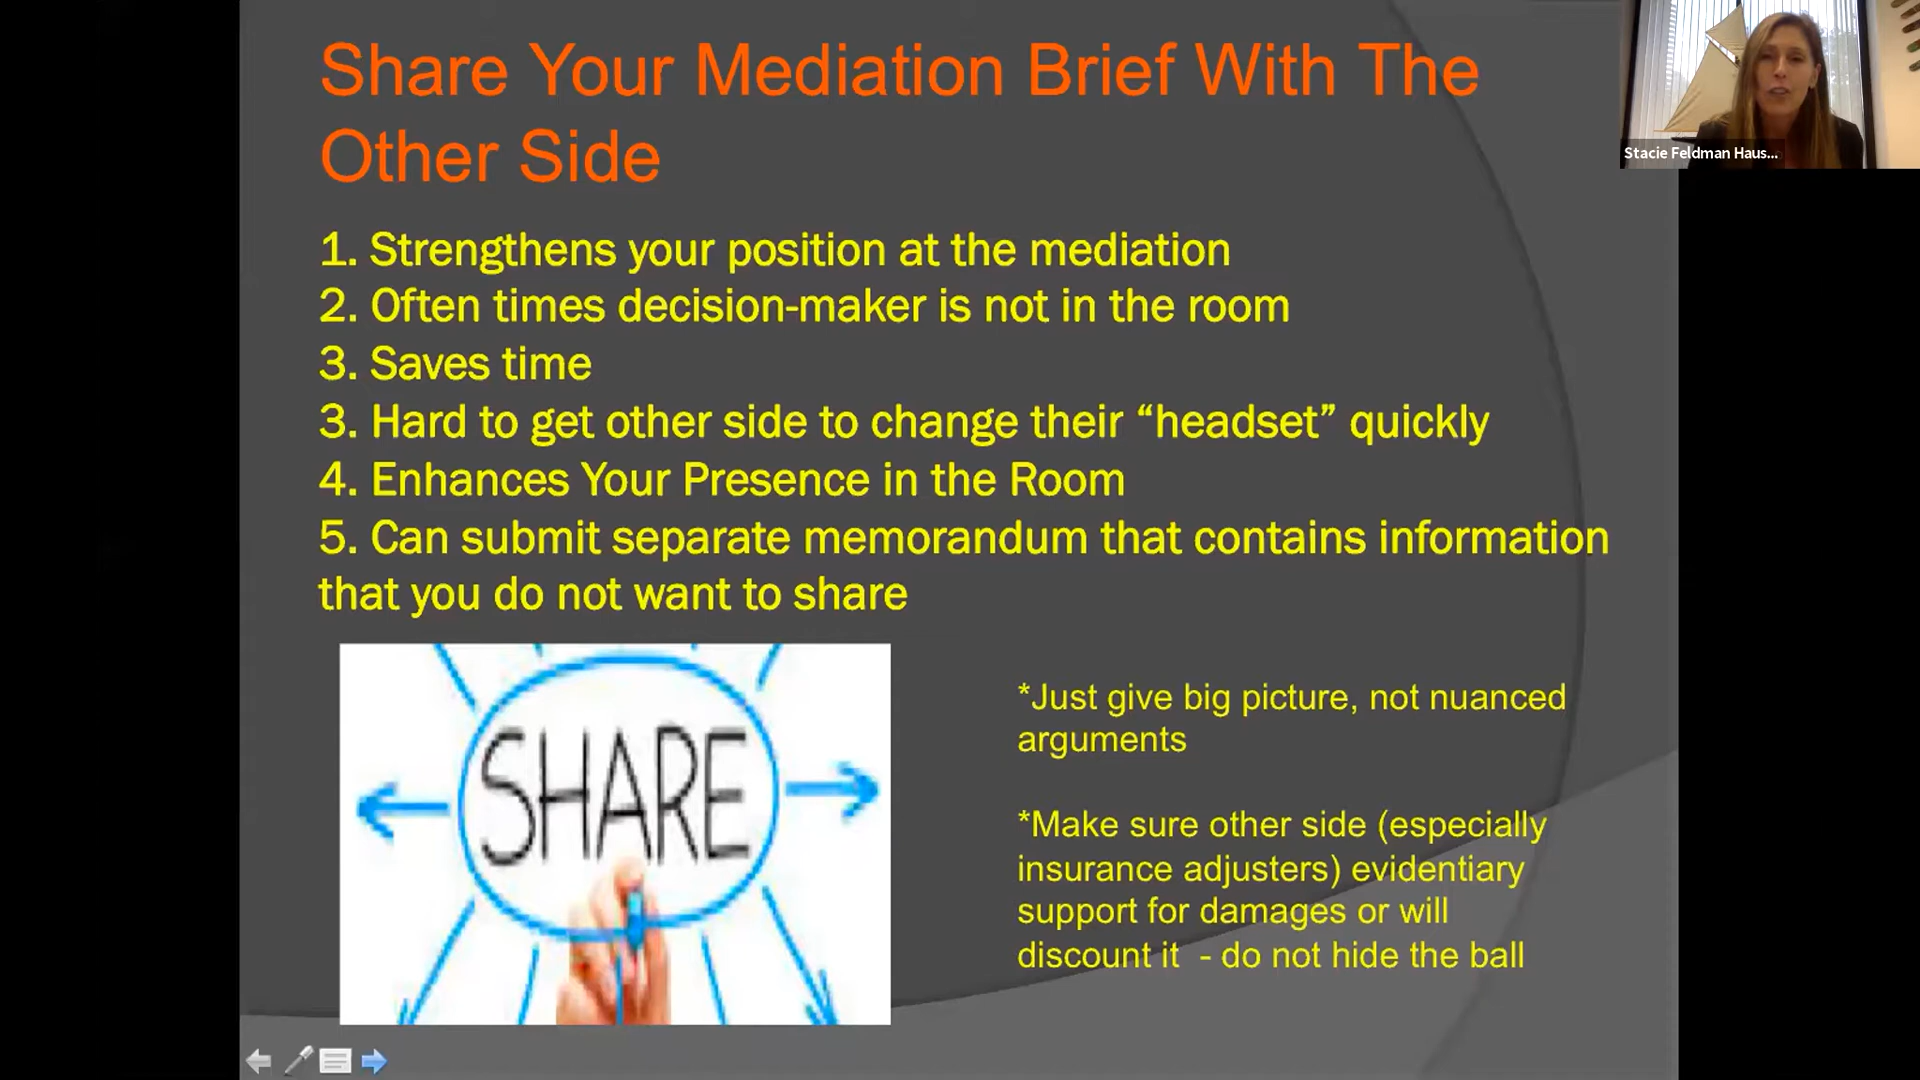 Share Your Mediation Brief With The
Other Side
Stacie Feldman Haus...
1. Strengthens your position at the mediation
2. Often times decision-maker is not in the room
3. Saves time
3. Hard to get other side to change their “headset” quickly
4. Enhances Your Presence in the Room
5. Can submit separate memorandum that contains information
that you do not want to share
SHARE
*Just give big picture, not nuanced
arguments
*Make sure other side (especially
insurance adjusters) evidentiary
support for damages or will
discount it - do not hide the ball